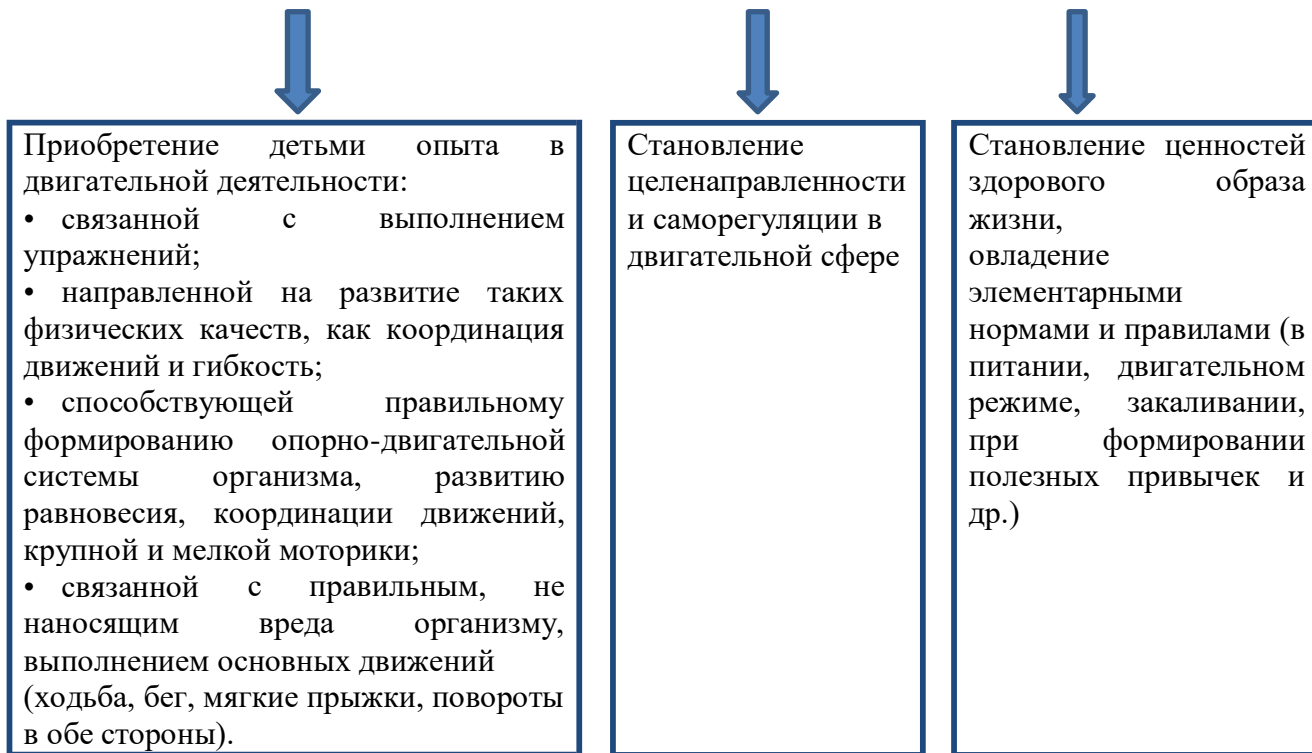 Приобретение детьми опыта в
двигательной деятельности:
• связанной с выполнением
упражнений;
• направленной на развитие таких
физических качеств, как координация
движений и гибкость;
• способствующей правильному
формированию опорно-двигательной
системы организма, развитию
равновесия, координации движений,
крупной и мелкой моторики;
• связанной с правильным, не
наносящим вреда организму,
выполнением основных движений
(ходьба, бег, мягкие прыжки, повороты
в обе стороны).
Становление
целенаправленности
и саморегуляции в
двигательной сфере
Становление ценностей
здорового образа
жизни,
овладение
элементарными
нормами и правилами (в
питании, двигательном
режиме, закаливании,
при формировании
полезных привычек и
др.)